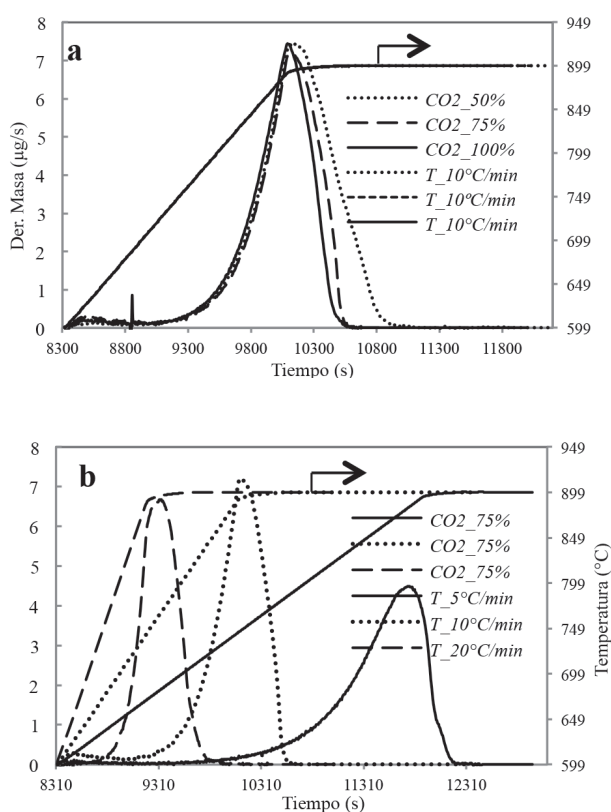 a
8
7
6
5
4
3
2
1
0
Der. Masa (µg/s)
949
899
849
799
749
699
649
599
CO2_50%
CO2_75%
CO2_100%
T_10°C/min
T_10ºC/min
T_10°C/min
8300 8800 9300 9800 10300 10800 11300 11800
Tiempo (s)
b
8
7
6
5
4
3
2
1
0
949
899
849
799
749
699
649
599
Temperatura (°C)
CO2_75%
CO2_75%
CO2_75%
T_5°C/min
T_10°C/min
T_20°C/min
8310 9310 10310 11310 12310
Tiempo (s)